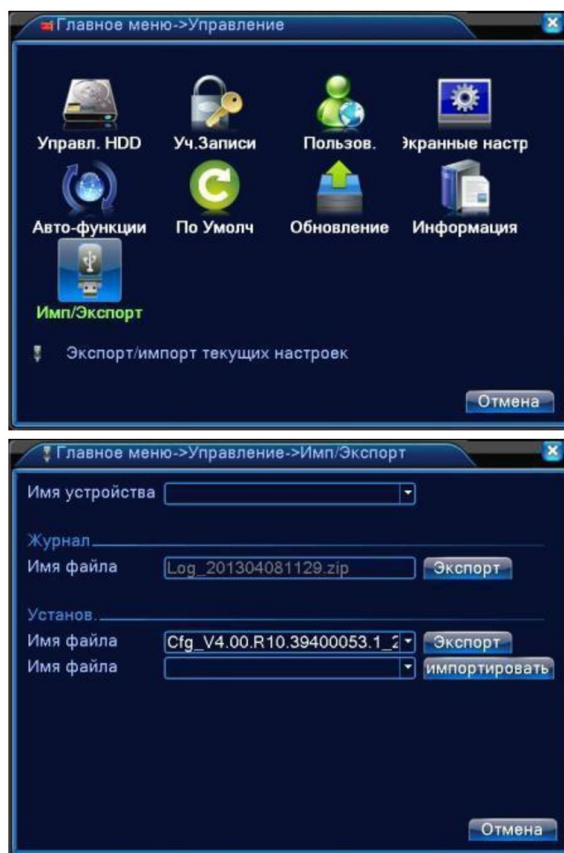 Главное меню->Управление
Управл. HDD Уч.Записи Пользов. Экранные настр
Авто-функции По Умолч Обновление Информация
Имп/Экспорт
Экспорт/импорт текущих настроек
Отмена
Главное меню->Управление->Имп/Экспорт
Имя устройства
Журнал
Имя файла Log_201304081129.zip Экспорт
Установ.
Имя файла Cfg_V4.00.R10.39400053.1_2 Экспорт
Имя файла импортировать
Отмена